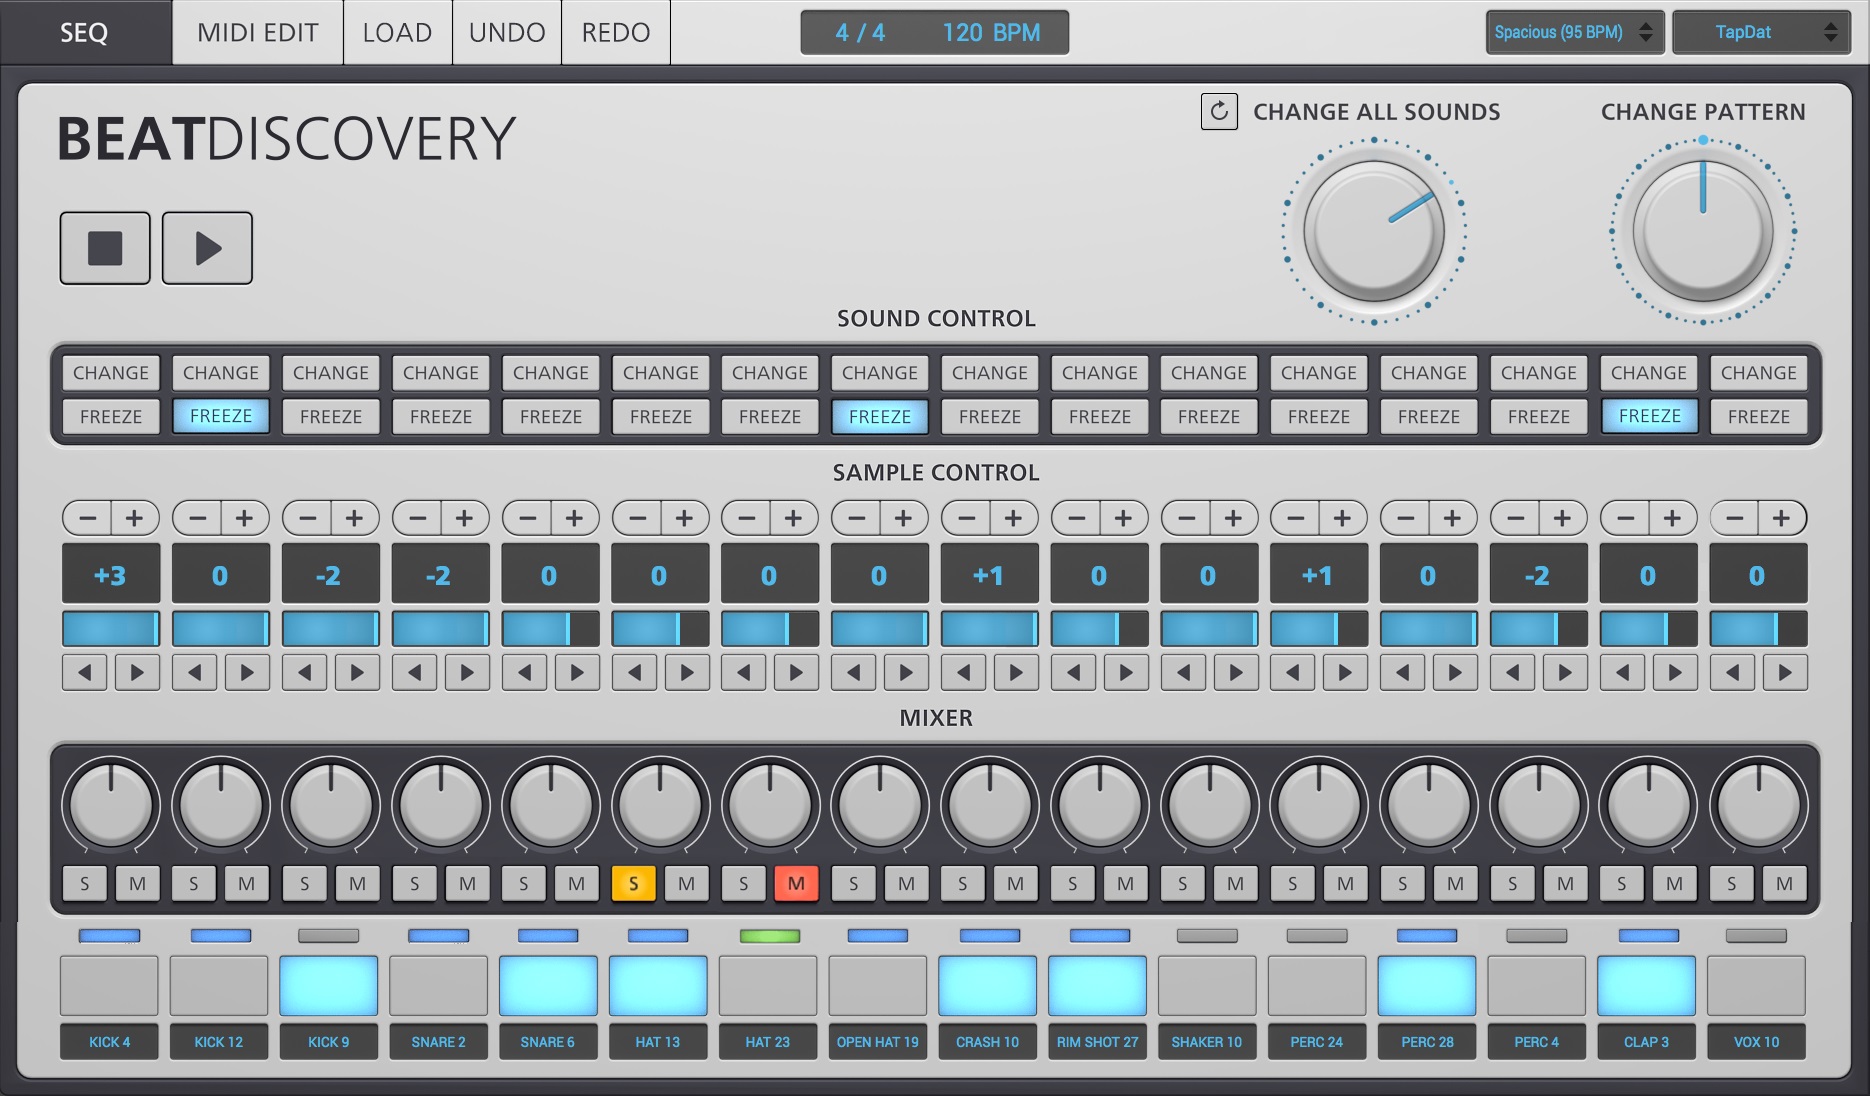 SEQ MIDI EDIT LOAD UNDO REDO 4 / 4 120 BPM Spacious (95 BPM) TapDat
BEATDISCOVERY
CHANGE ALL SOUNDS CHANGE PATTERN
SOUND CONTROL
CHANGE CHANGE CHANGE CHANGE CHANGE CHANGE CHANGE CHANGE CHANGE CHANGE CHANGE CHANGE CHANGE CHANGE CHANGE CHANGE
FREEZE FREEZE FREEZE FREEZE FREEZE FREEZE FREEZE FREEZE FREEZE FREEZE FREEZE FREEZE FREEZE FREEZE FREEZE FREEZE
SAMPLE CONTROL
− + − + − + − + − + − + − + − + − + − + − + − + − + − + − + − +
+3 0 -2 -2 0 0 0 0 +1 0 0 +1 0 -2 0 0
MIXER
S M S M S M S M S M S M S M S M S M S M S M S M S M S M S M S M
KICK 4 KICK 12 KICK 9 SNARE 2 SNARE 6 HAT 13 HAT 23 OPEN HAT 19 CRASH 10 RIM SHOT 27 SHAKER 10 PERC 24 PERC 28 PERC 4 CLAP 3 VOX 10